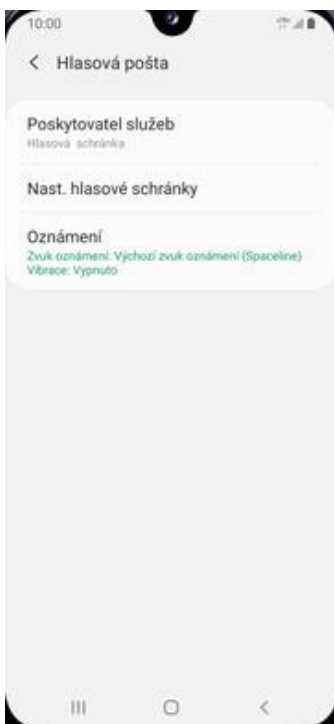 10:00
Hlasová pošta
Poskytovatel služeb
Hlasová schránka
Nast. hlasové schránky
Oznámení
Zvuk oznámení: Výchozí zvuk oznámení (Spaceline)
Vibrace: Vypnuto